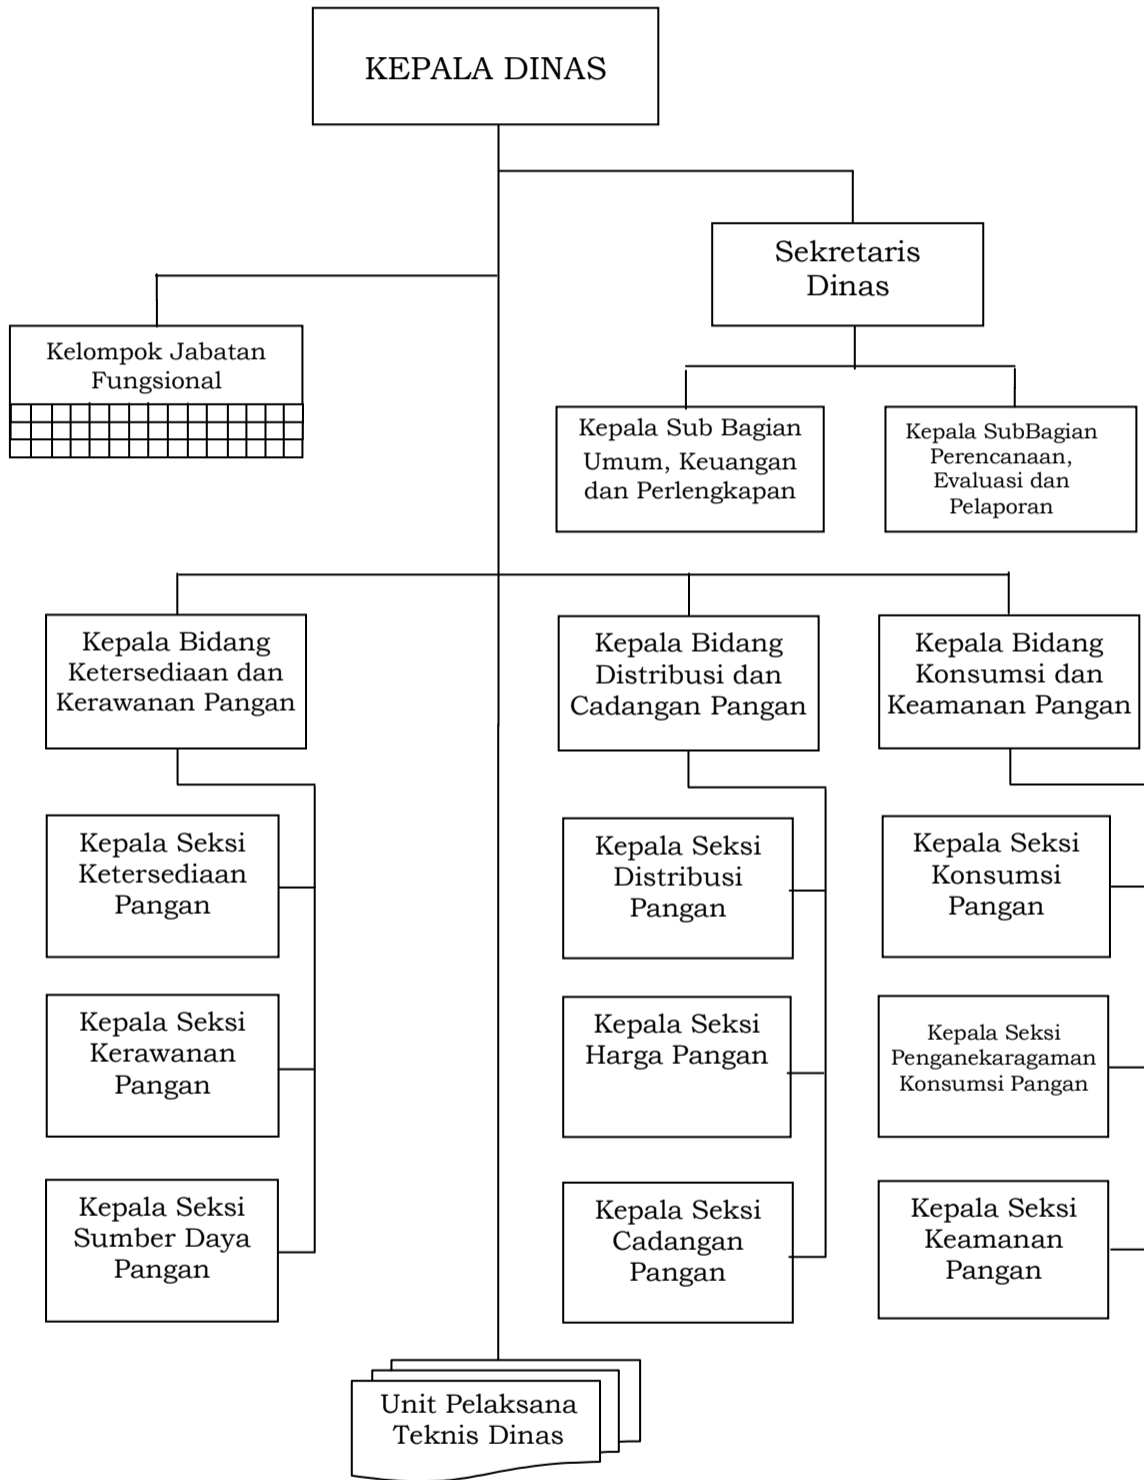 KEPALA DINAS
Sekretaris
Dinas
Kelompok Jabatan
Fungsional
Kepala Sub Bagian
Umum, Keuangan
dan Perlengkapan
Kepala SubBagian
Perencanaan,
Evaluasi dan
Pelaporan
Kepala Bidang
Ketersediaan dan
Kerawanan Pangan
Kepala Bidang
Distribusi dan
Cadangan Pangan
Kepala Bidang
Konsumsi dan
Keamanan Pangan
Kepala Seksi
Ketersediaan
Pangan
Kepala Seksi
Distribusi
Pangan
Kepala Seksi
Konsumsi
Pangan
Kepala Seksi
Kerawanan
Pangan
Kepala Seksi
Harga Pangan
Kepala Seksi
Penganekaragaman
Konsumsi Pangan
Kepala Seksi
Sumber Daya
Pangan
Kepala Seksi
Cadangan
Pangan
Kepala Seksi
Keamanan
Pangan
Unit Pelaksana
Teknis Dinas